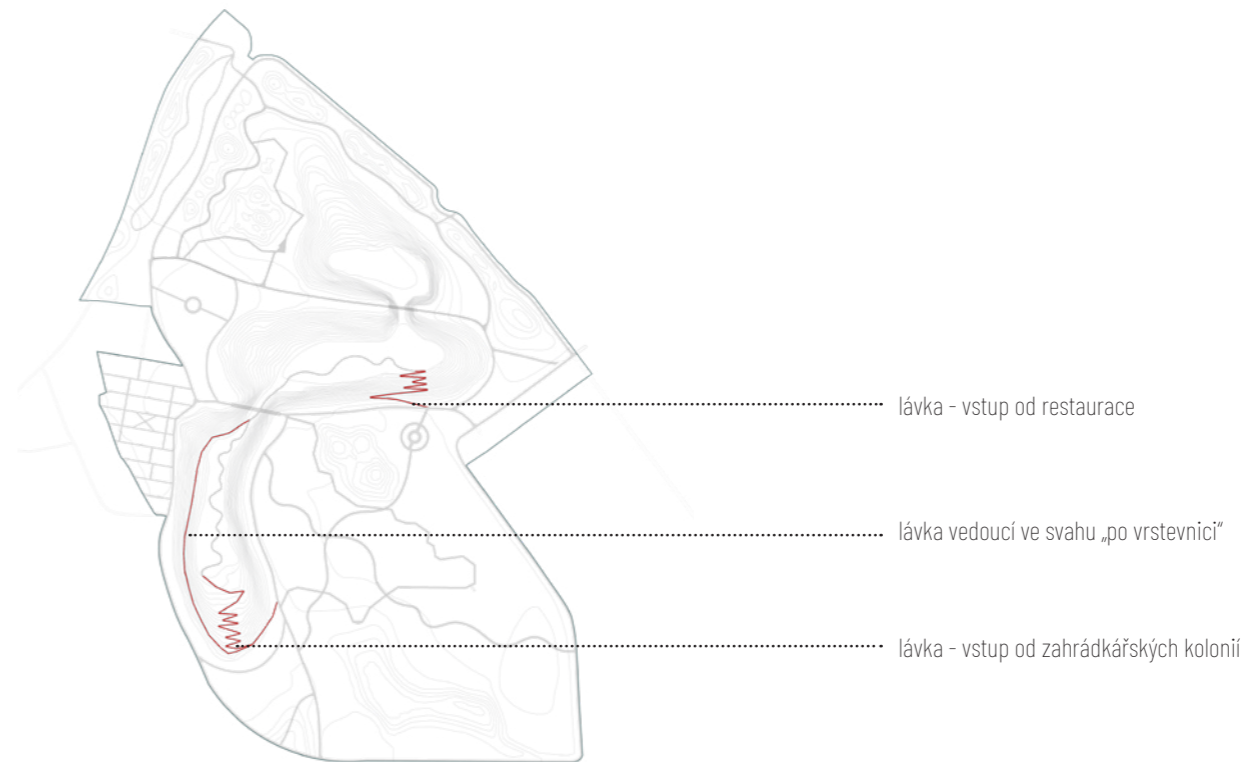 lávka - vstup od restaurace
lávka vedoucí ve svahu „po vrstevnici“
lávka - vstup od zahrádkářských kolonií